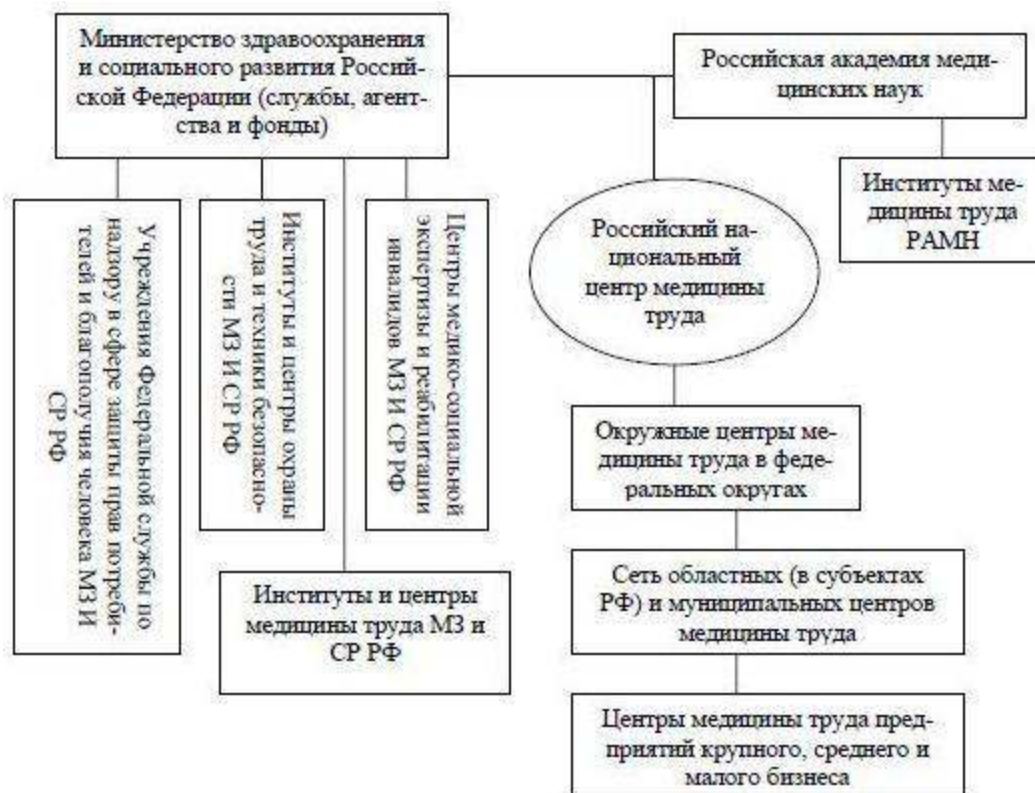 Министерство здравоохранения
и социального развития Россий-
ской Федерации (службы, агент-
ства и фонды)
Российская академия меди-
цинских наук
Институты ме-
дицины труда
РАМН
Учреждения Федеральной службы по
надзору в сфере защиты прав потреби-
телей и благополучия человека МЗ И
СР РФ
Институты и центры охраны
труда и техники безопасно-
сти МЗ И СР РФ
Центры медико-социальной
экспертизы и реабилитации
инвалидов МЗ И СР РФ
Российский на-
циональный
центр медицины
труда
Окружные центры ме-
дицины труда в фе-
деральных округах
Институты и центры
медицины труда МЗ и
СР РФ
Сеть областных (в субъектах
РФ) и муниципальных центров
медицины труда
Центры медицины труда пред-
приятий крупного, среднего и
малого бизнеса